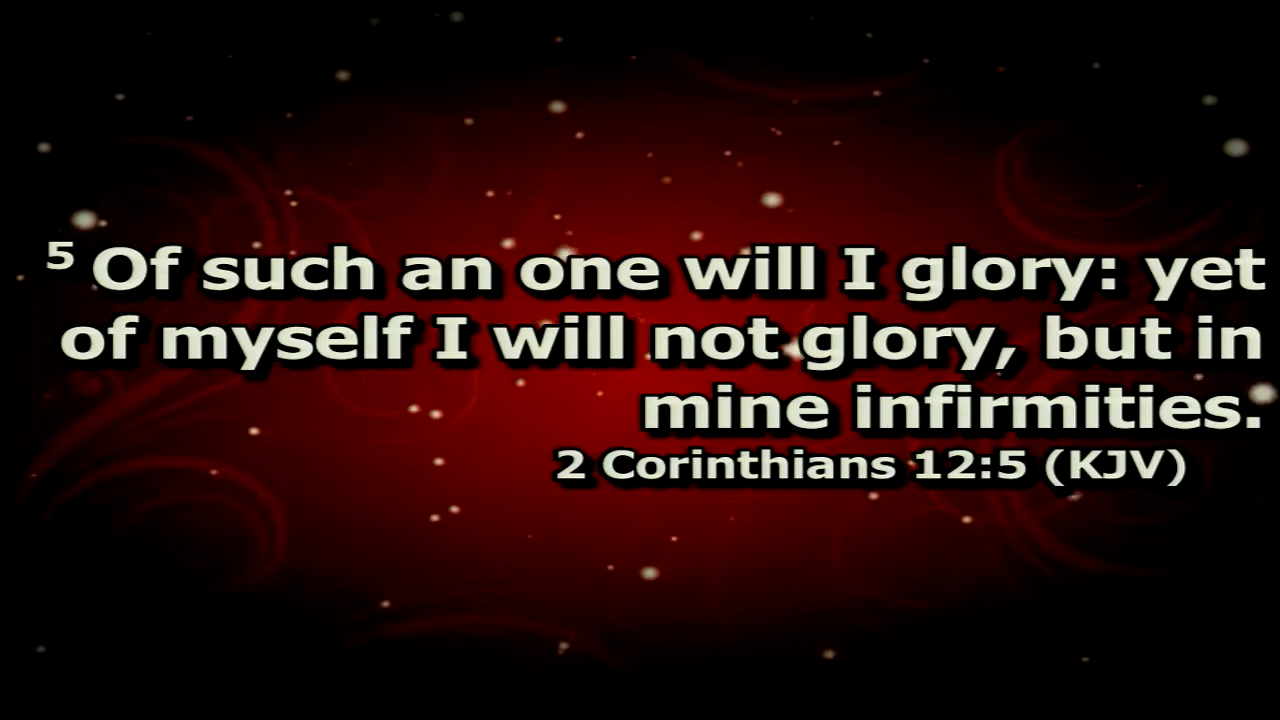 5 Of such an one will I glory: yet
of myself I will not glory, but in
mine infirmities.
2 Corinthians 12:5 (KJV)